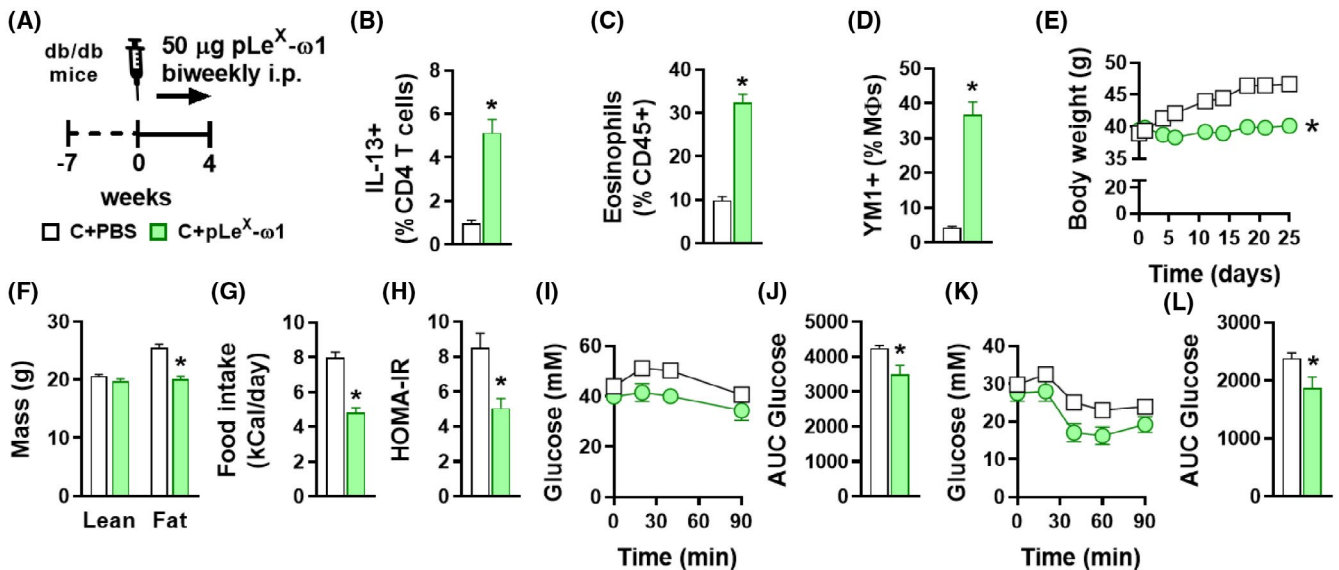 (A)
db/db
mice
50 μg pLeX-ω1
biweekly i.p.
-7
0
4
weeks
C+PBS
C+pLeX-ω1
(B)
IL-13+
(% CD4 T cells)
8
6
4
2
0
*
(C)
Eosinophils
(% CD45+)
40
30
20
10
0
*
(D)
YM1+ (% MΦs)
50
40
30
20
10
0
*
(E)
Body weight (g)
50
45
40
35
20
0
*
0
5
10
15
20
25
Time (days)
(F)
Mass (g)
30
20
10
0
*
Lean
Fat
(G)
Food intake
(kCal/day)
10
8
6
4
2
0
*
(H)
HOMA-IR
10
8
6
4
2
0
*
(I)
Glucose (mM)
60
40
20
0
0
30
60
90
Time (min)
(J)
AUC Glucose
5000
4000
3000
2000
1000
0
*
(K)
Glucose (mM)
40
30
20
10
0
0
30
60
90
Time (min)
(L)
AUC Glucose
3000
2000
1000
0
*